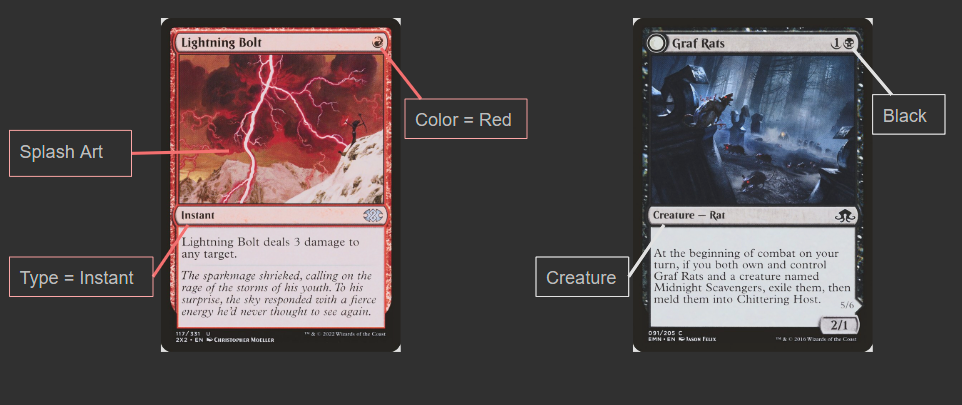 Lightning Bolt
Splash Art
Color = Red
Instant
Type = Instant
Lightning Bolt deals 3 damage to
any target.
The sparkmage shrieked, calling on the
rage of the storms of his youth. To his
surprise, the sky responded with a fierce
energy he'd never thought to see again.
117/331 U
2X2 • EN Christopher Moeller
™ & © 2022 Wizards of the Coast
Graf Rats
1
Black
Creature — Rat
Creature
At the beginning of combat on your
turn, if you both own and control
Graf Rats and a creature named
Midnight Scavengers, exile them, then
meld them into Chittering Host.
5/6
2/1
091/205 C
EMN • EN Jason Felix
™ & © 2016 Wizards of the Coast